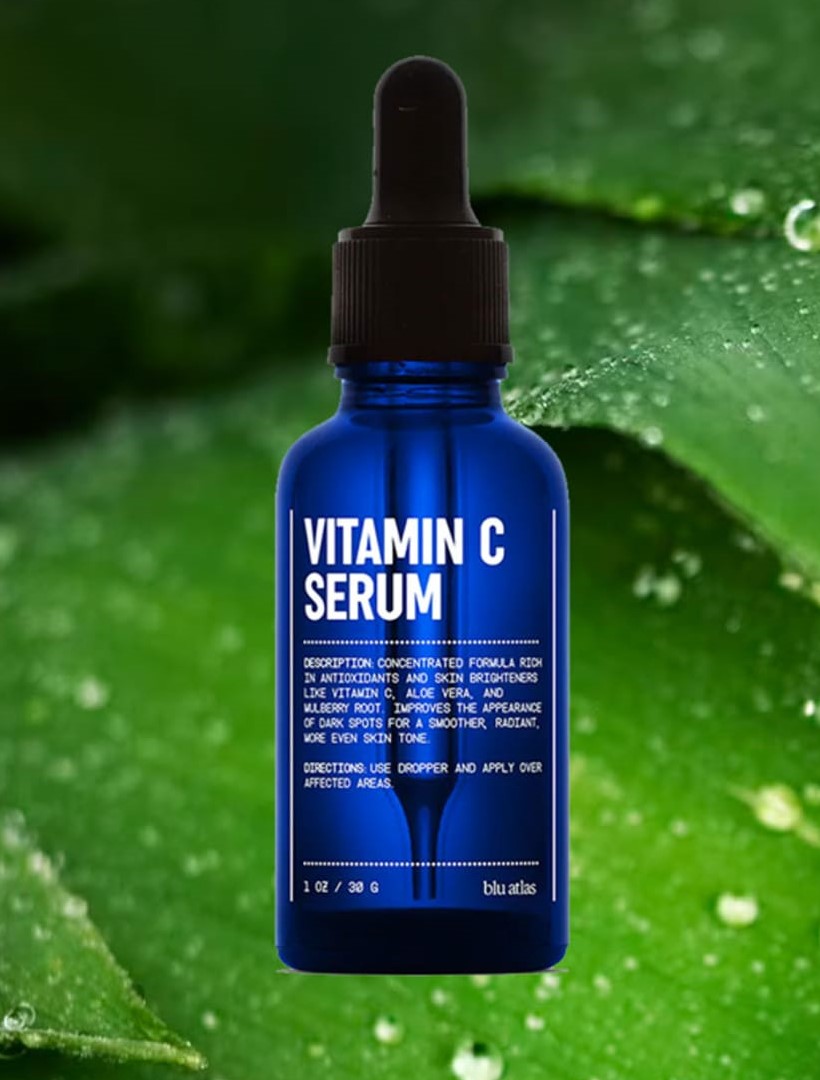 VITAMIN C
SERUM
DESCRIPTION: CONCENTRATED FORMULA RICH
IN ANTIOXIDANTS AND SKIN BRIGHTENERS
LIKE VITAMIN C, ALOE VERA, AND
MULBERRY ROOT. IMPROVES THE APPEARANCE
OF DARK SPOTS FOR A SMOOTHER, RADIANT,
MORE EVEN SKIN TONE.
DIRECTIONS: USE DROPPER AND APPLY OVER
AFFECTED AREAS.
1 OZ / 30 G
blu atlas